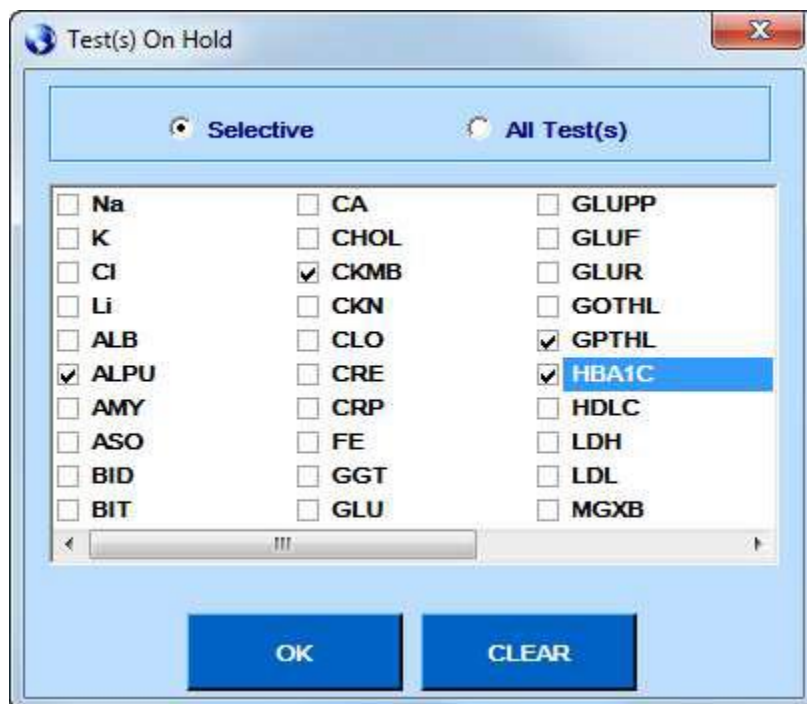 Test(s) On Hold
Selective All Test(s)
Na CA GLUPP
K CHOL GLUF
Cl CKMB GLUR
Li CKN GOTHL
ALB CLO GPTHL
ALPU CRE HBA1C
AMY CRP HDLC
ASO FE LDH
BID GGT LDL
BIT GLU MGXB
OK CLEAR